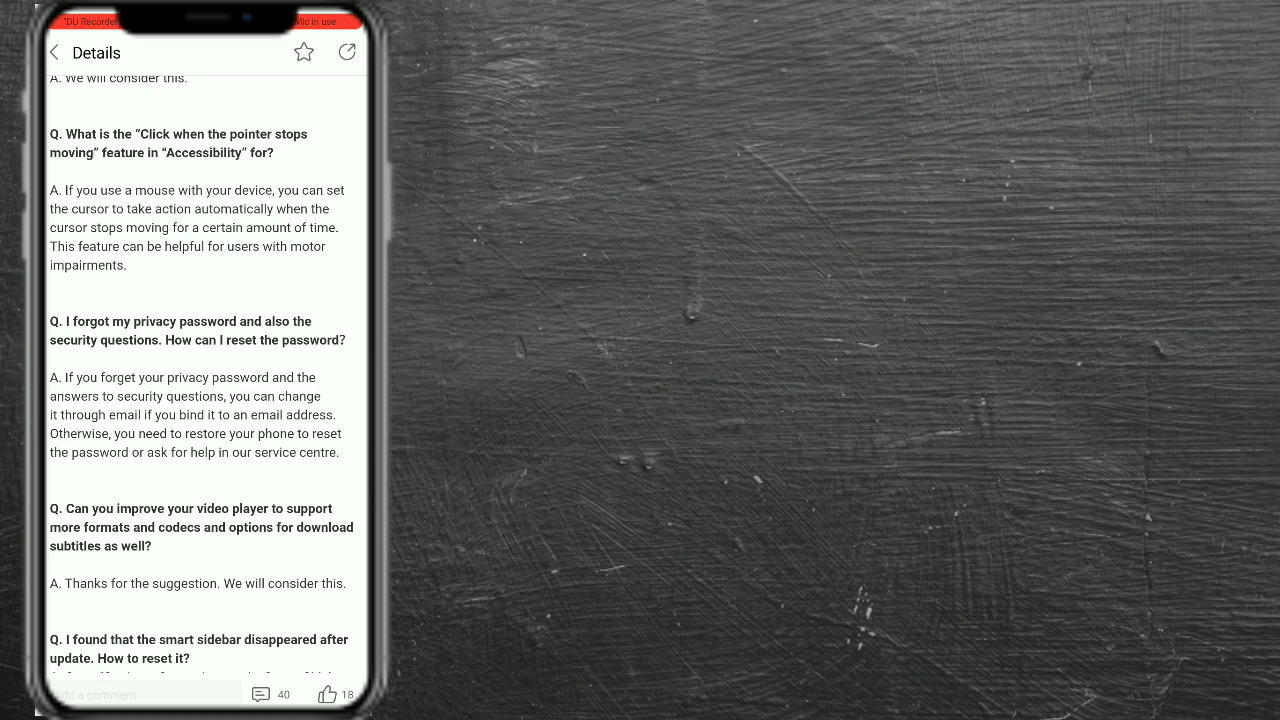 "DU Recorder
Mic in use
Details
A. We will consider this.
Q. What is the “Click when the pointer stops
moving” feature in “Accessibility” for?
A. If you use a mouse with your device, you can set
the cursor to take action automatically when the
cursor stops moving for a certain amount of time.
This feature can be helpful for users with motor
impairments.
Q. I forgot my privacy password and also the
security questions. How can I reset the password?
A. If you forget your privacy password and the
answers to security questions, you can change
it through email if you bind it to an email address.
Otherwise, you need to restore your phone to reset
the password or ask for help in our service centre.
Q. Can you improve your video player to support
more formats and codecs and options for download
subtitles as well?
A. Thanks for the suggestion. We will consider this.
Q. I found that the smart sidebar disappeared after
update. How to reset it?
Add a comment
40
18